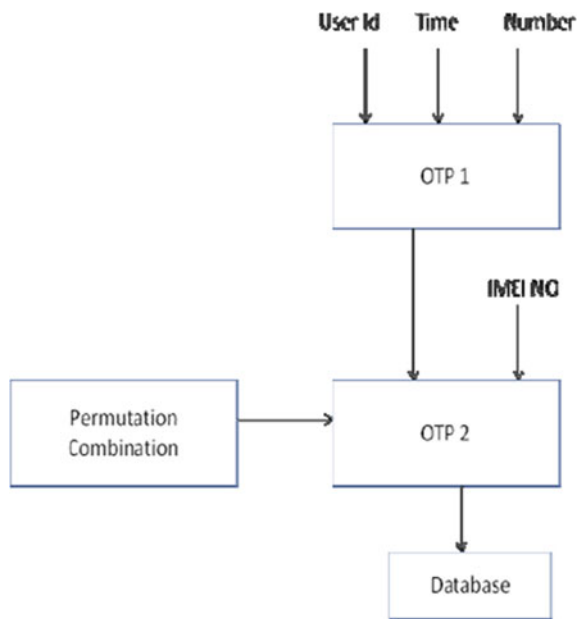 User Id Time Number
OTP 1
IMEI NO
Permutation
Combination
OTP 2
Database